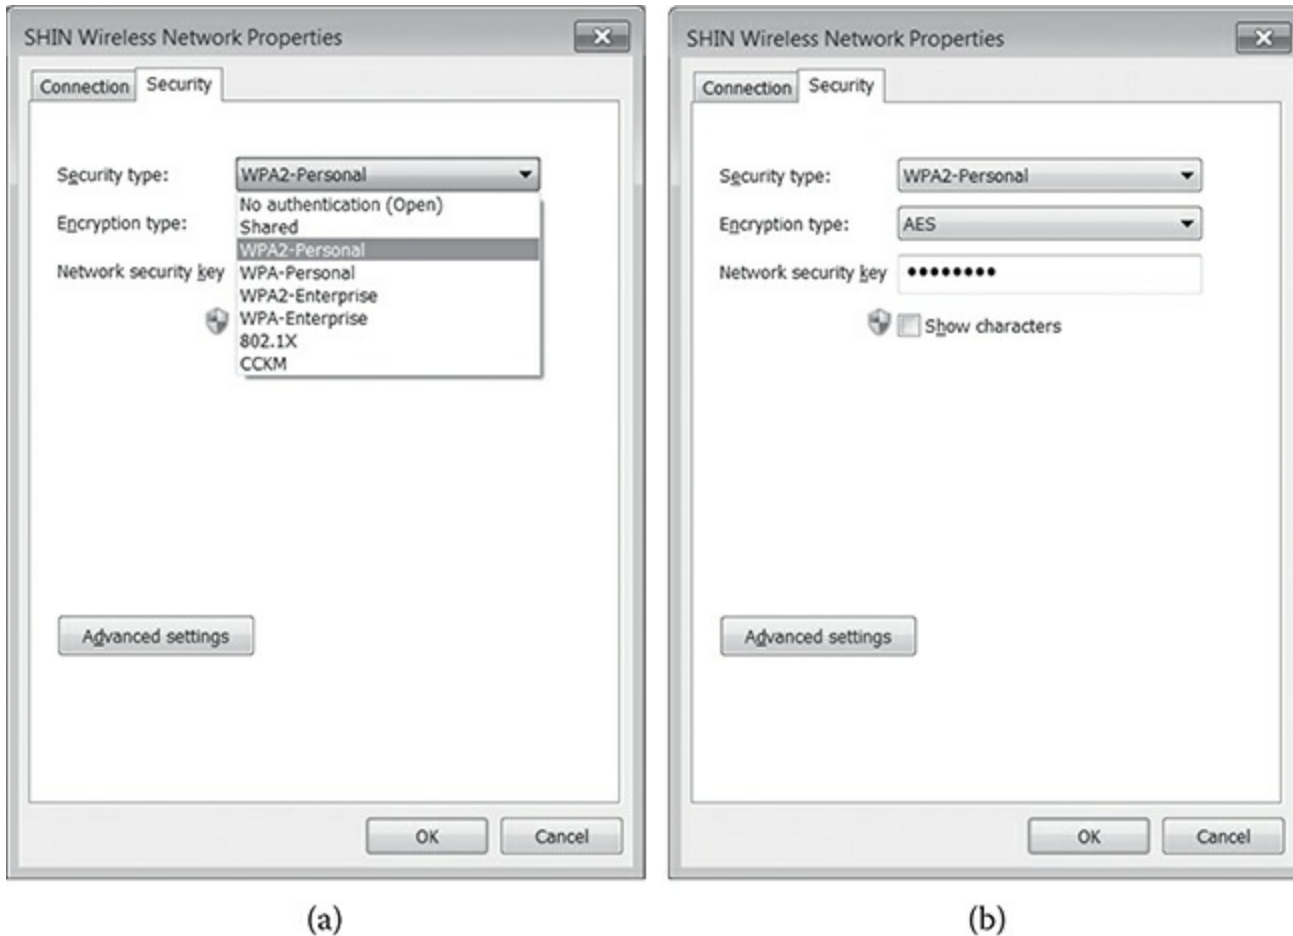 SHIN Wireless Network Properties
Connection Security
Security type: WPA2-Personal
No authentication (Open)
Shared
Encryption type:
WPA2-Personal
Network security key WPA-Personal
WPA2-Enterprise
WPA-Enterprise
802.1X
CCKM
Advanced settings
OK Cancel
(a)
SHIN Wireless Network Properties
Connection Security
Security type: WPA2-Personal
Encryption type: AES
Network security key ••••••••
Show characters
Advanced settings
OK Cancel
(b)